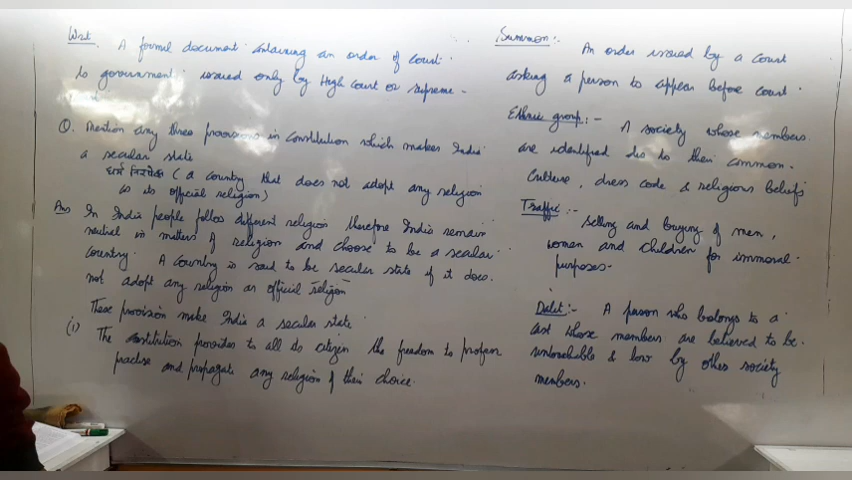 Writ. A formal document containing an order of Court
to government issued only by High Court or supreme -
Q. Mention any three provisions in Constitution which makes India
a secular state
धर्म निरपेक्ष ( a country that does not adopt any religion
as its official religion)
Ans In India people follow different religion therefore India remain
neutral in matters of religion and choose to be a secular
country. A country is said to be secular state if it does.
not adopt any religion as official religion
These provision make India a secular state
(i) The constitution provides to all its citizen the freedom to profess
practise and propagate any religion of their choice.
Summon:- An order issued by a Court
asking a person to appear before court.
Ethnic group:- A society whose members.
are identified due to their common.
Culture, dress code & religious beliefs
Traffic:- selling and buying of men,
women and children for immoral.
purposes.
Dalit:- A person who belongs to a
cast whose members are believed to be.
untouchable & low by other society
members.